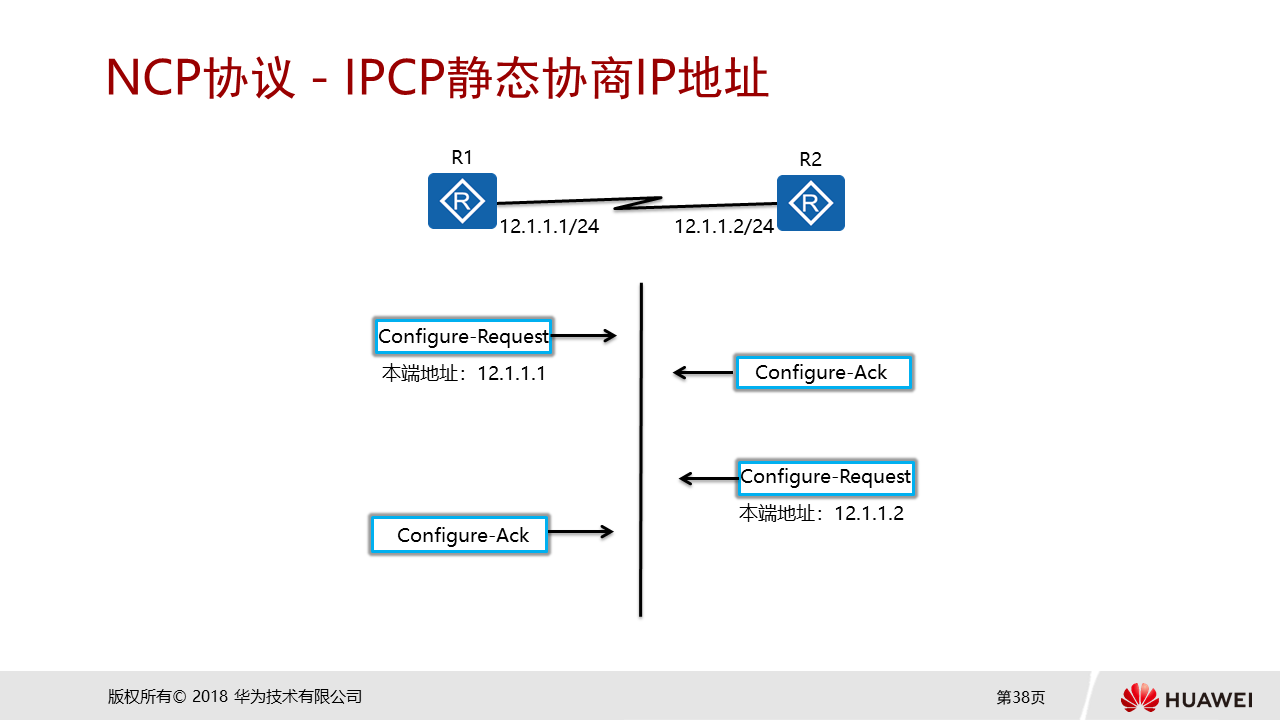 NCP协议 - IPCP静态协商IP地址
R1
R2
R
R
12.1.1.1/24
12.1.1.2/24
Configure-Request
本端地址：12.1.1.1
Configure-Ack
Configure-Request
本端地址：12.1.1.2
Configure-Ack
版权所有© 2018 华为技术有限公司
第38页
HUAWEI